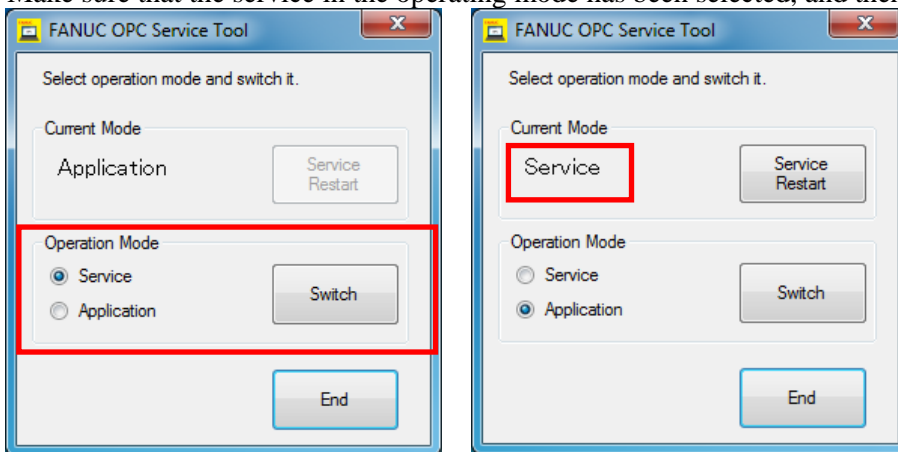 Make sure that the service in the operating mode has been selected, and then
FANUC OPC Service Tool
Select operation mode and switch it.
Current Mode
Application
Service
Restart
Operation Mode
Service
Application
Switch
End
FANUC OPC Service Tool
Select operation mode and switch it.
Current Mode
Service
Service
Restart
Operation Mode
Service
Application
Switch
End